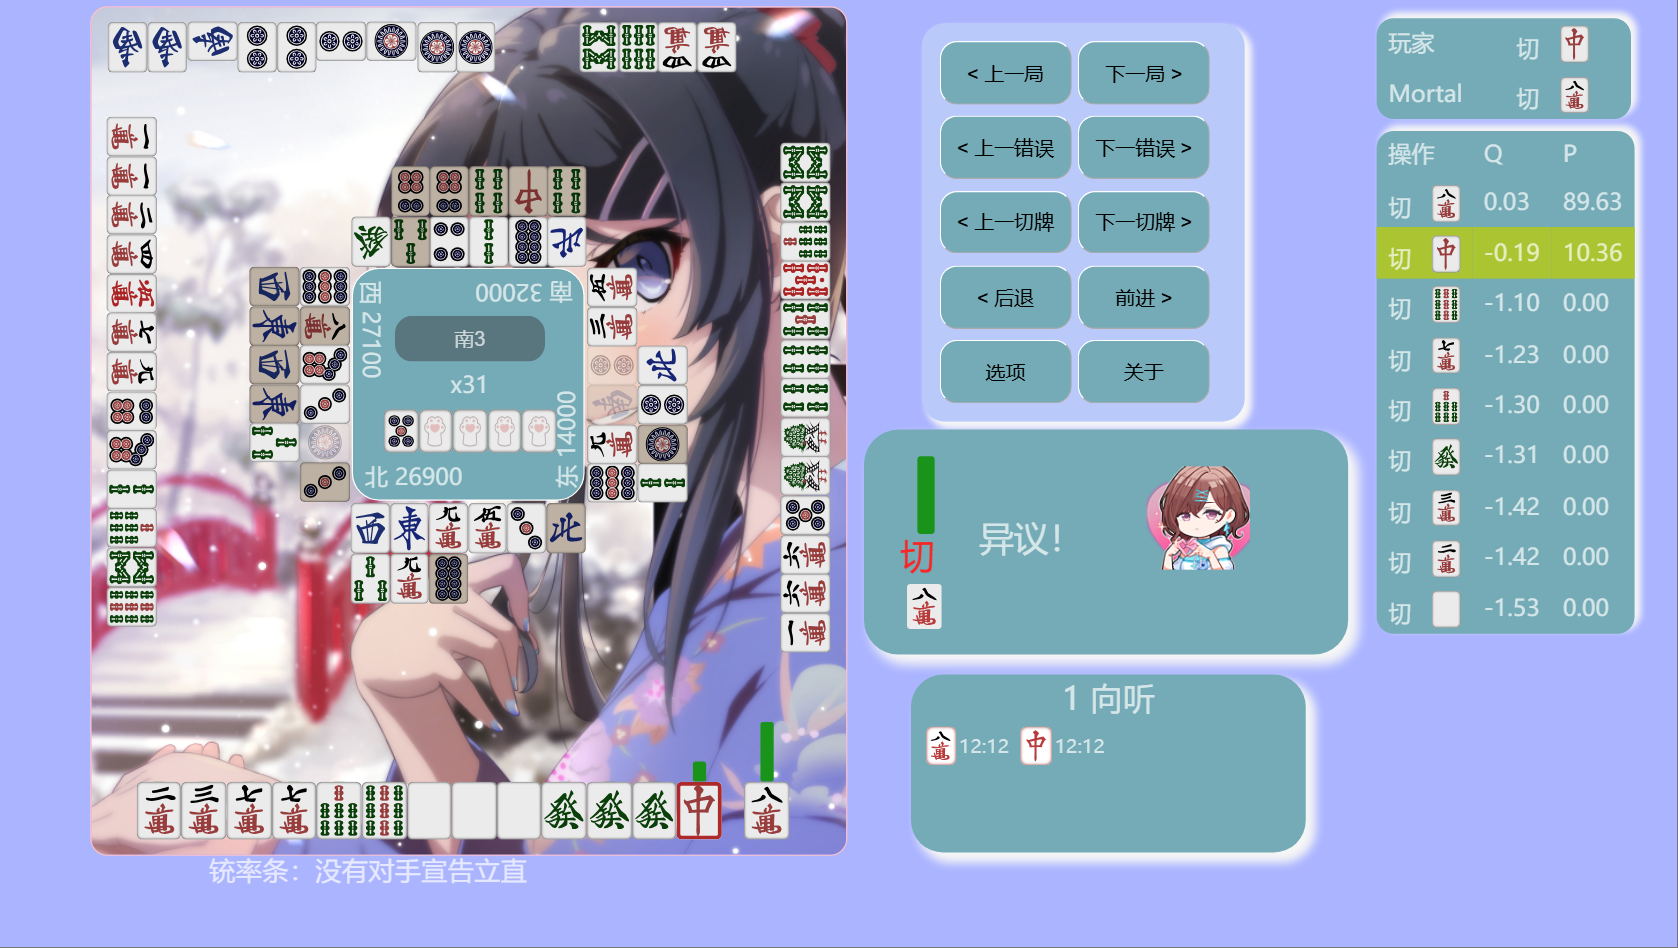 西 27100
南 32000
南3
x31
东 14000
北 26900
铳率条：没有对手宣告立直
< 上一局
下一局 >
< 上一错误
下一错误 >
< 上一切牌
下一切牌 >
< 后退
前进 >
选项
关于
切
异议！
1 向听
12:12 12:12
玩家 切
Mortal 切
操作 Q P
切 0.03 89.63
切 -0.19 10.36
切 -1.10 0.00
切 -1.23 0.00
切 -1.30 0.00
切 -1.31 0.00
切 -1.42 0.00
切 -1.42 0.00
切 -1.53 0.00